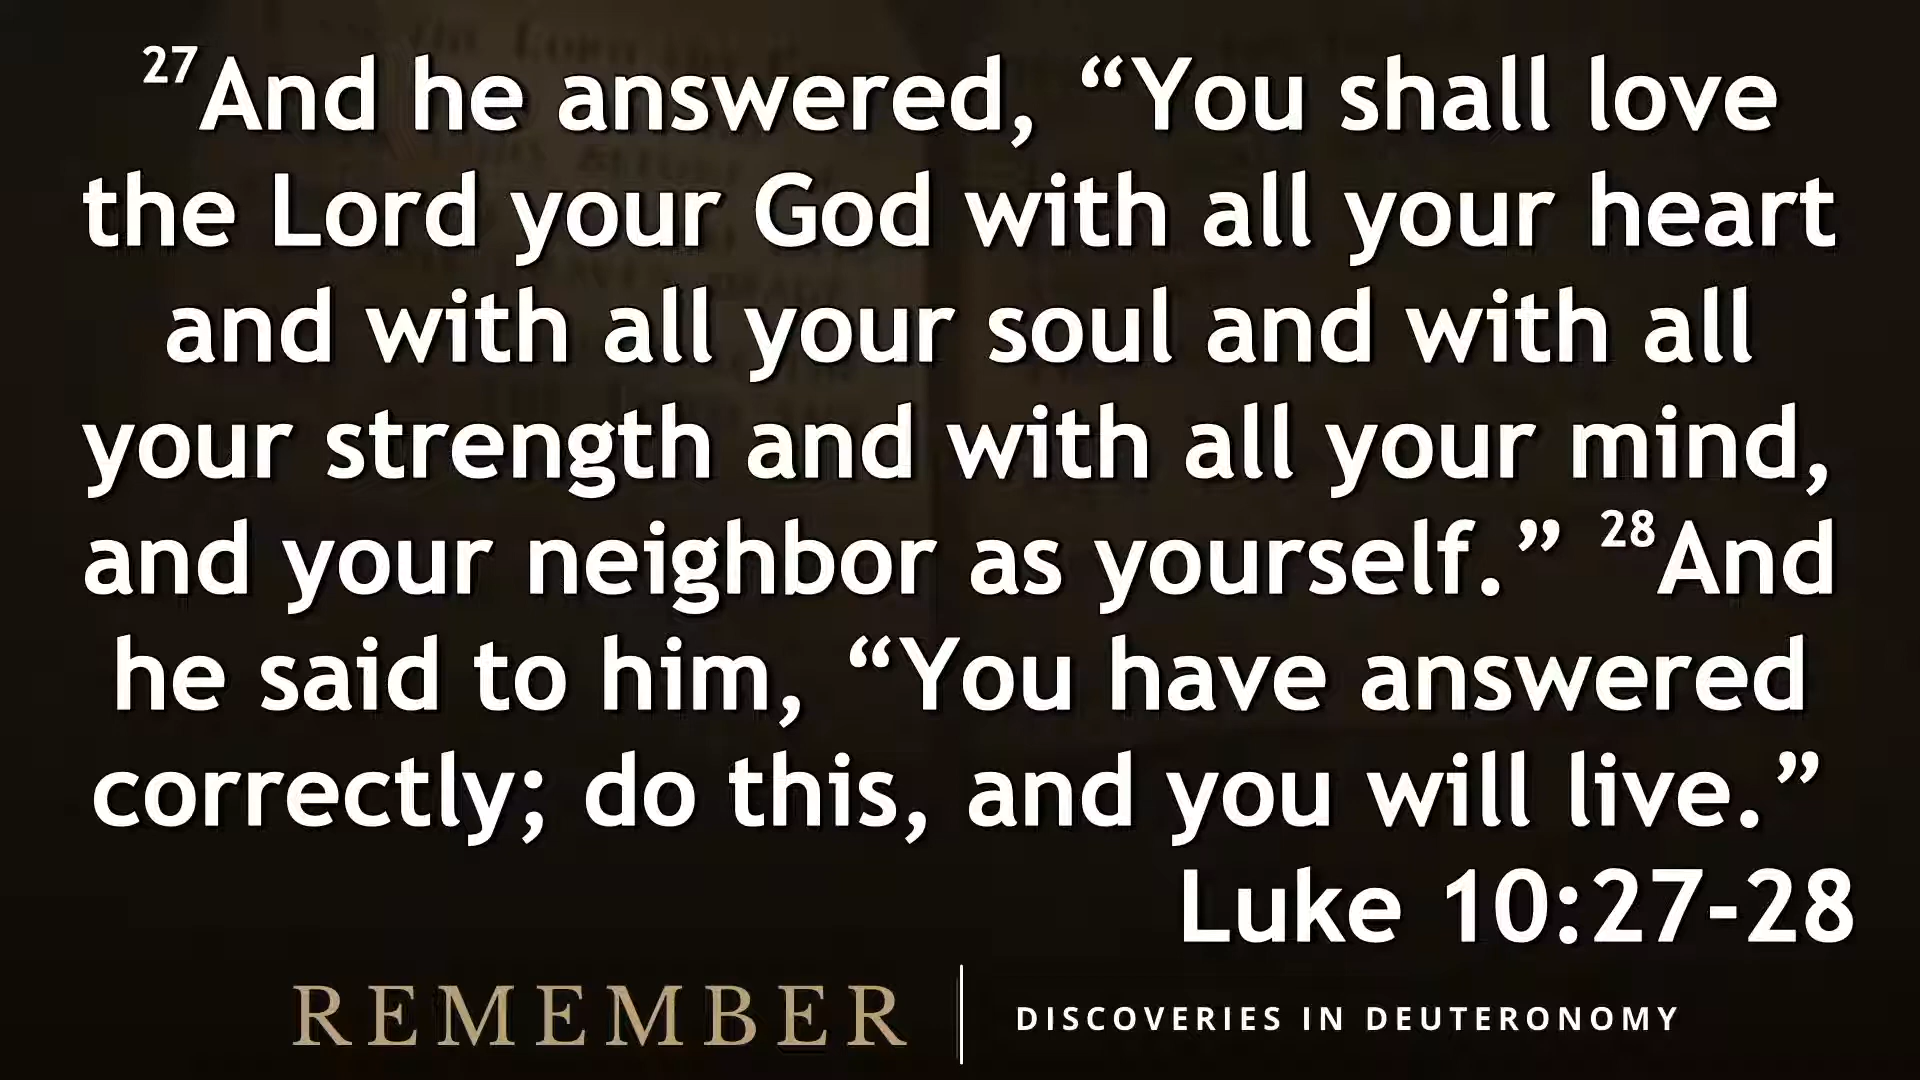 27And he answered, “You shall love
the Lord your God with all your heart
and with all your soul and with all
your strength and with all your mind,
and your neighbor as yourself.” 28And
he said to him, “You have answered
correctly; do this, and you will live.”
Luke 10:27-28
REMEMBER
DISCOVERIES IN DEUTERONOMY